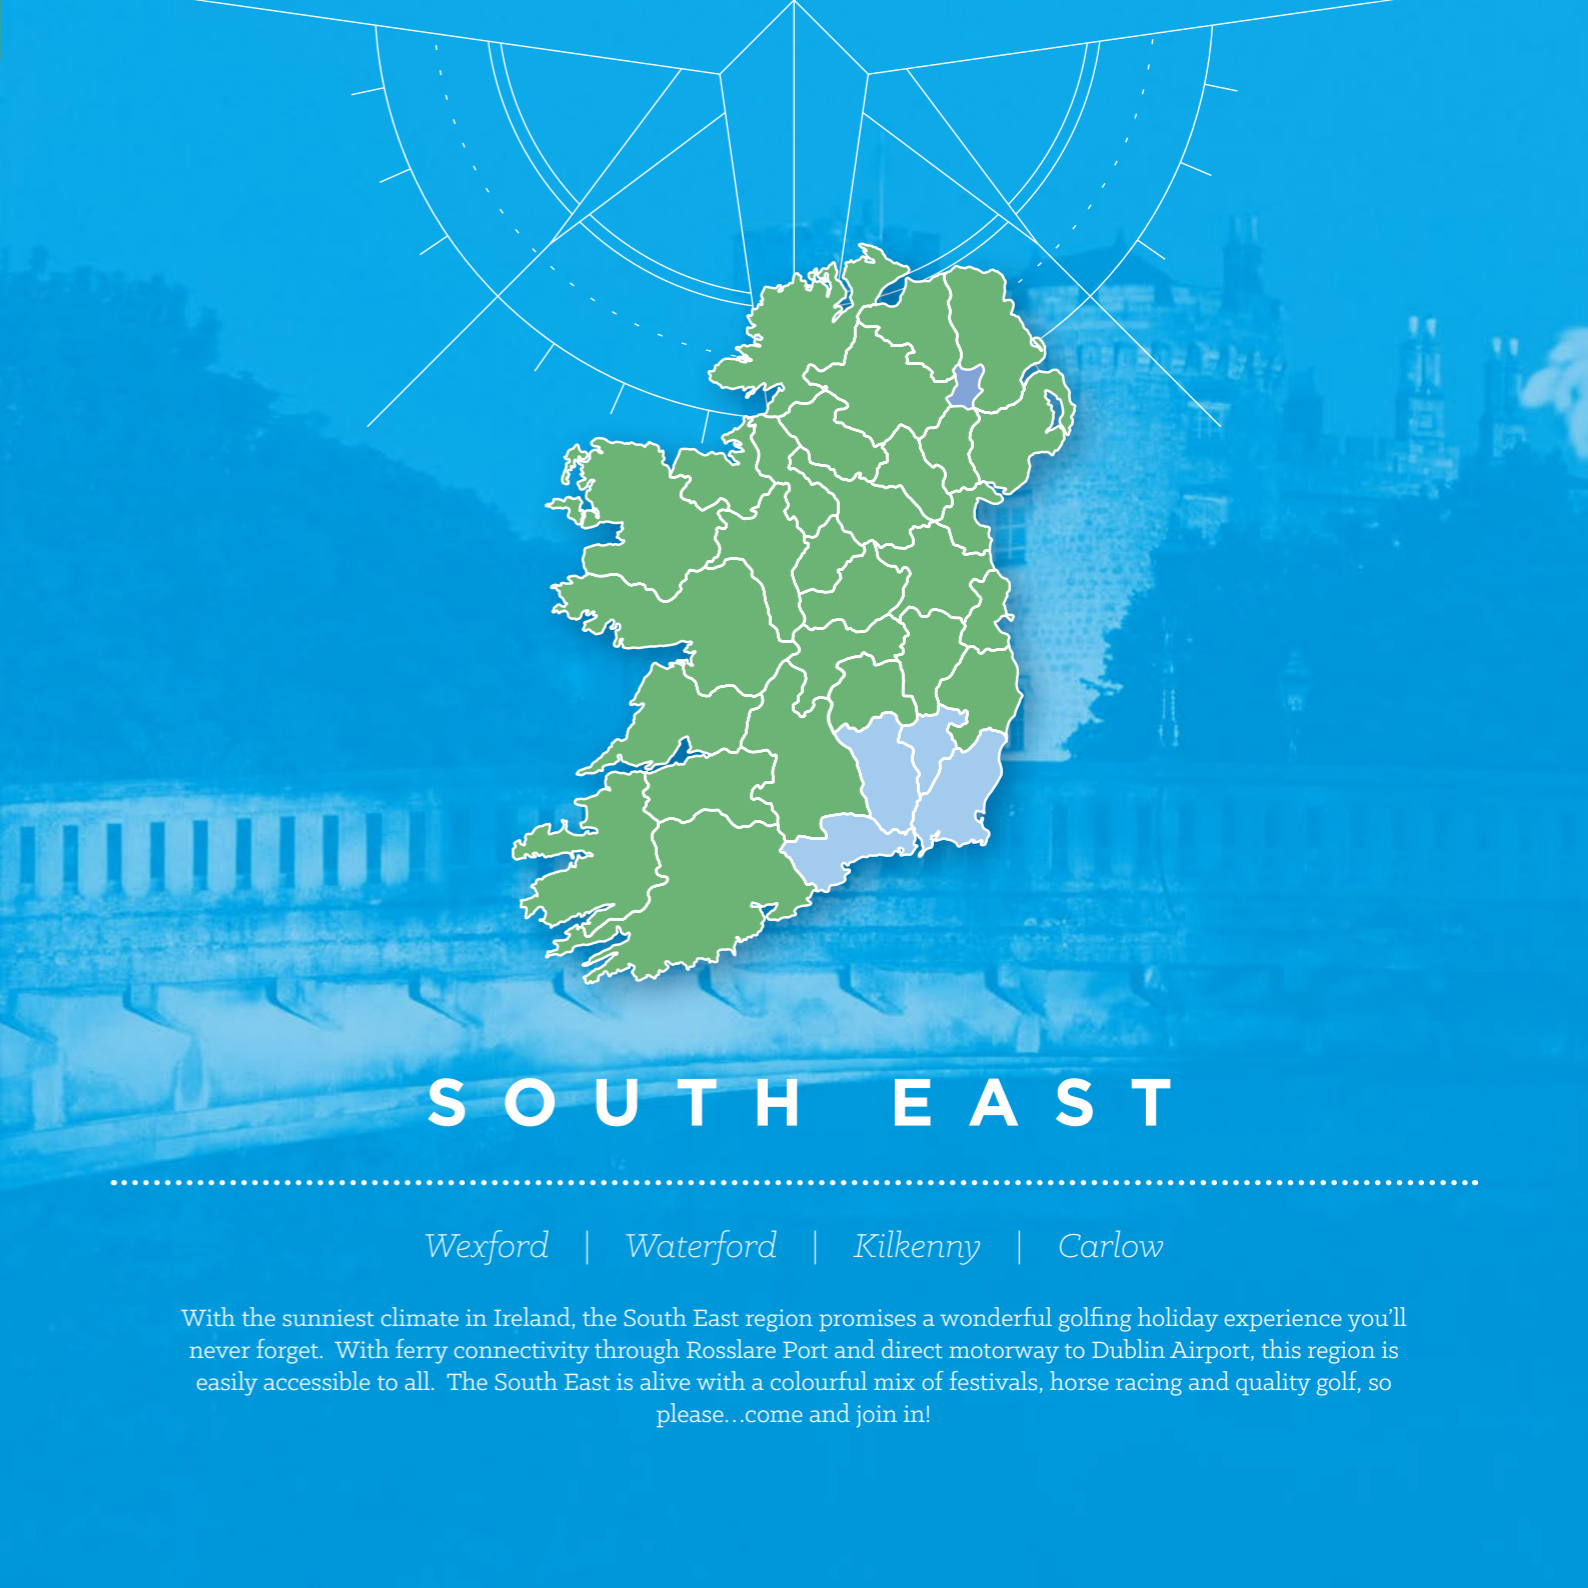 SOUTH EAST
Wexford | Waterford | Kilkenny | Carlow
With the sunniest climate in Ireland, the South East region promises a wonderful golfing holiday experience you’ll
never forget.  With ferry connectivity through Rosslare Port and direct motorway to Dublin Airport, this region is
easily accessible to all.  The South East is alive with a colourful mix of festivals, horse racing and quality golf, so
please...come and join in!